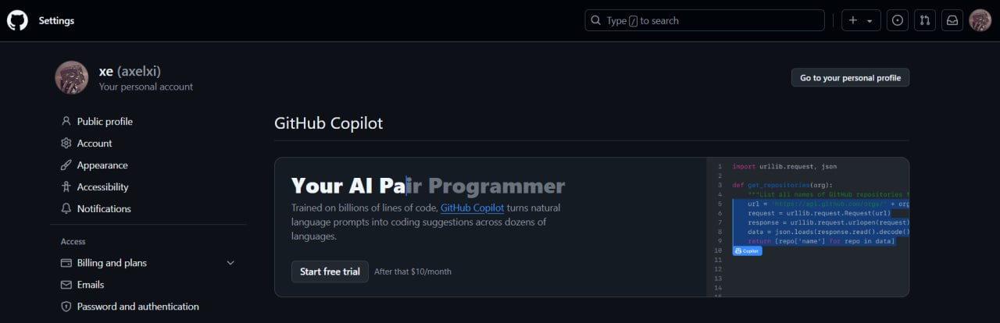 Settings
Type / to search
xe (axelxi)
Your personal account
Go to your personal profile
Public profile
Account
Appearance
Accessibility
Notifications
Access
Billing and plans
Emails
Password and authentication
GitHub Copilot
Your AI Pair Programmer
Trained on billions of lines of code, GitHub Copilot turns natural
language prompts into coding suggestions across dozens of
languages.
Start free trial After that $10/month
1 import urllib.request, json
2
3 def get_repositories(org):
4 """List all names of GitHub repositories f
5 url = 'https://api.github.com/orgs/' + org
6 request = urllib.request.Request(url)
7 response = urllib.request.urlopen(request)
8 data = json.loads(response.read().decode()
9 return [repo['name'] for repo in data]
10 Copilot
11
12
13
14
15